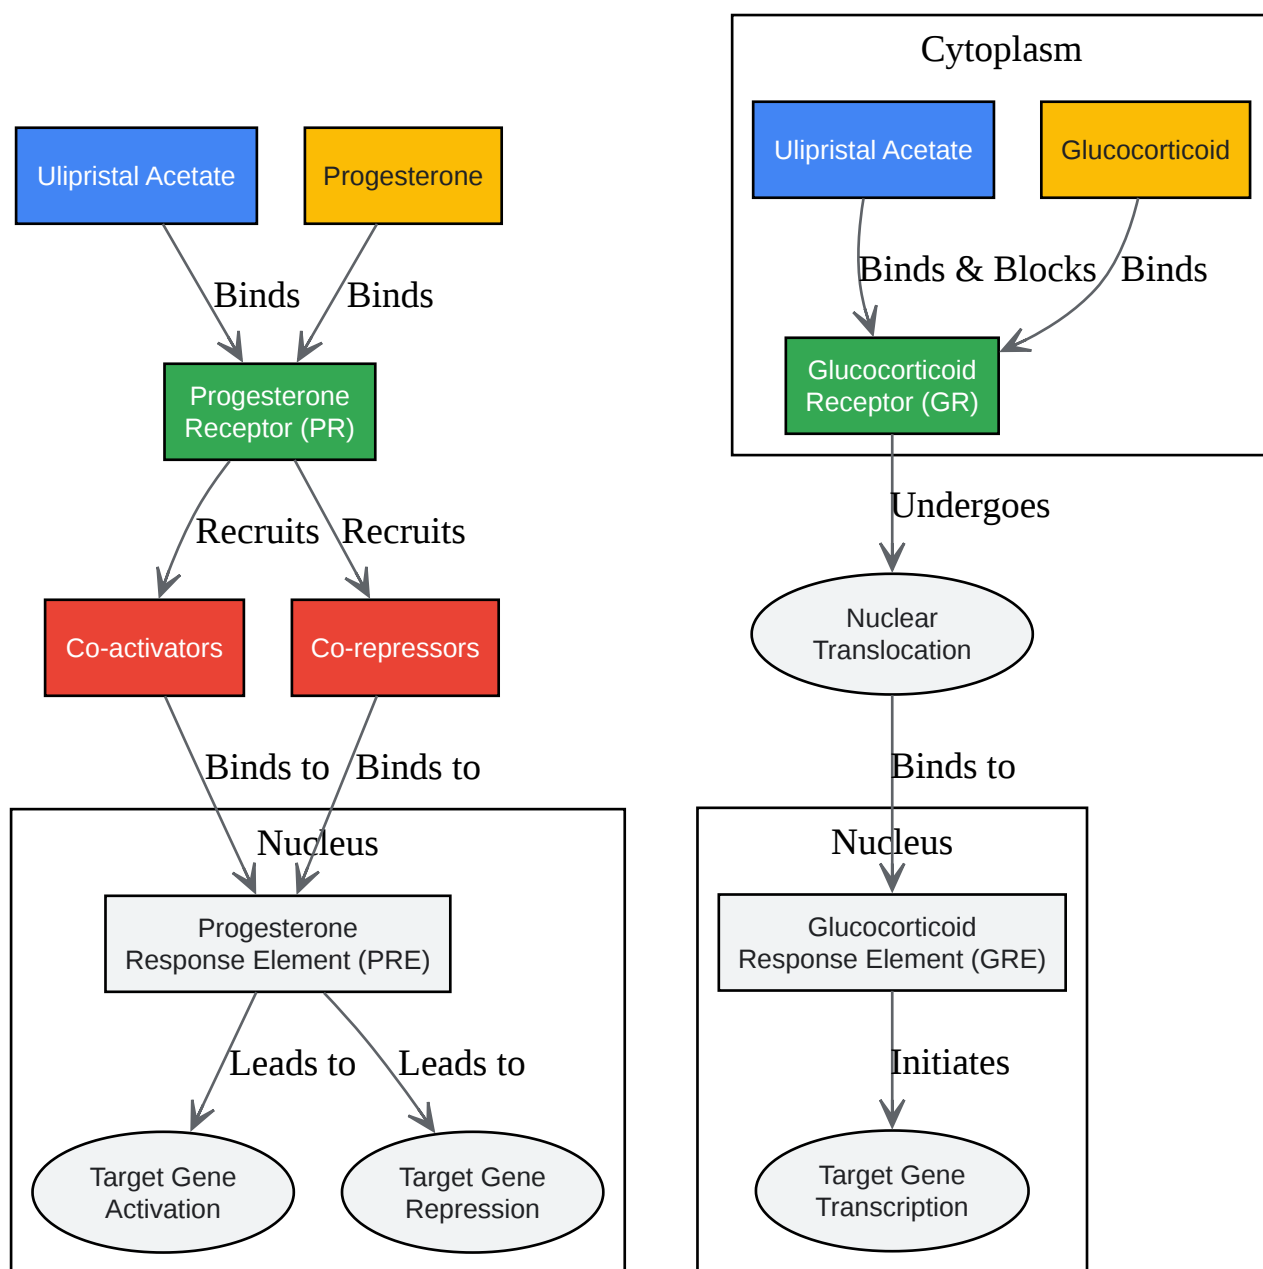 Cytoplasm
Ulipristal Acetate
Progesterone
Ulipristal Acetate
Glucocorticoid
Binds
Binds
Binds & Blocks
Binds
Progesterone
Receptor (PR)
Glucocorticoid
Receptor (GR)
Recruits
Recruits
Undergoes
Co-activators
Co-repressors
Nuclear
Translocation
Binds to
Binds to
Binds to
Nucleus
Nucleus
Progesterone
Response Element (PRE)
Glucocorticoid
Response Element (GRE)
Leads to
Leads to
Initiates
Target Gene
Activation
Target Gene
Repression
Target Gene
Transcription